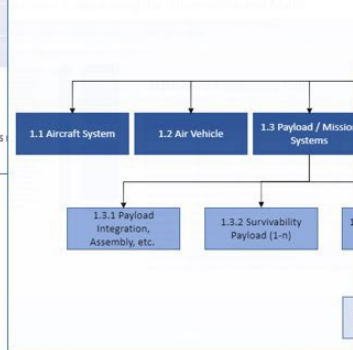 1.1 Aircraft System
1.2 Air Vehicle
1.3 Payload / Missio
Systems
1.3.1 Payload
Integration,
Assembly, etc.
1.3.2 Survivability
Payload (1-n)